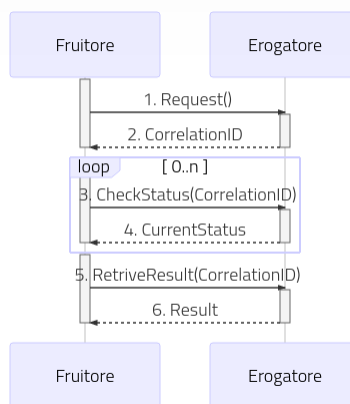 Fruitore Erogatore
1. Request()
2. CorrelationID
loop [ 0..n ]
3. CheckStatus(CorrelationID)
4. CurrentStatus
5. RetriveResult(CorrelationID)
6. Result
Fruitore Erogatore